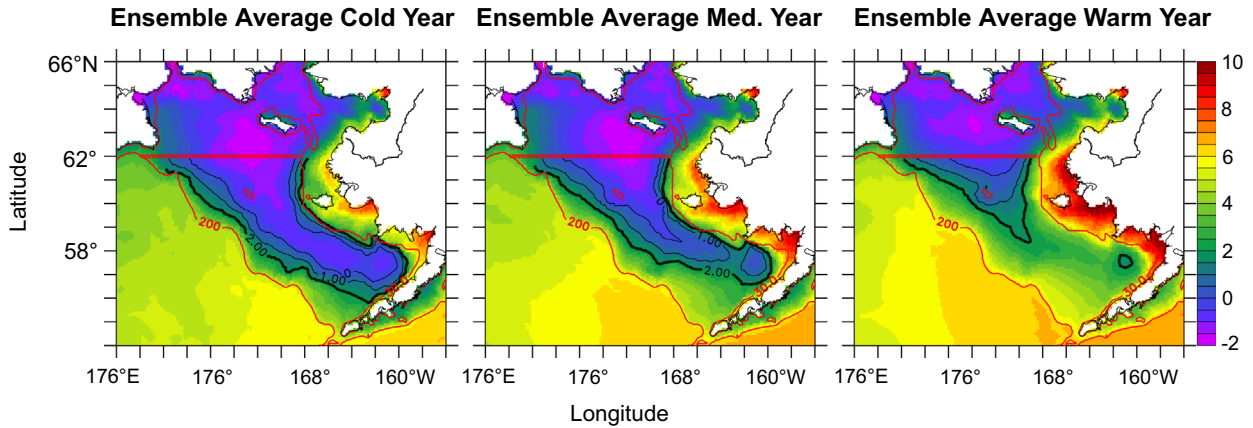 Ensemble Average Cold Year
Ensemble Average Med. Year
Ensemble Average Warm Year
66°N
62°
58°
Latitude
200
2.00
1.00
200
1.00
2.00
30.0
200
30.0
10
8
6
4
2
0
-2
176°E
176°
168°
160°W
176°E
176°
168°
160°W
176°E
176°
168°
160°W
Longitude